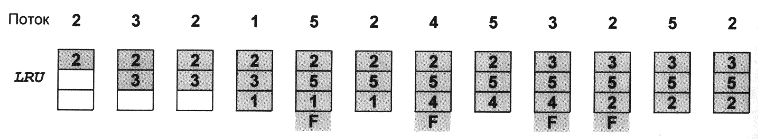 Поток 2 3 2 1 5 2 4 5 3 2 5 2
2 2 2 2 2 2 2 2 3 3 3 3
LRU 3 3 3 5 5 5 5 5 5 5 5
1 1 1 4 4 4 2 2 2
F F F F